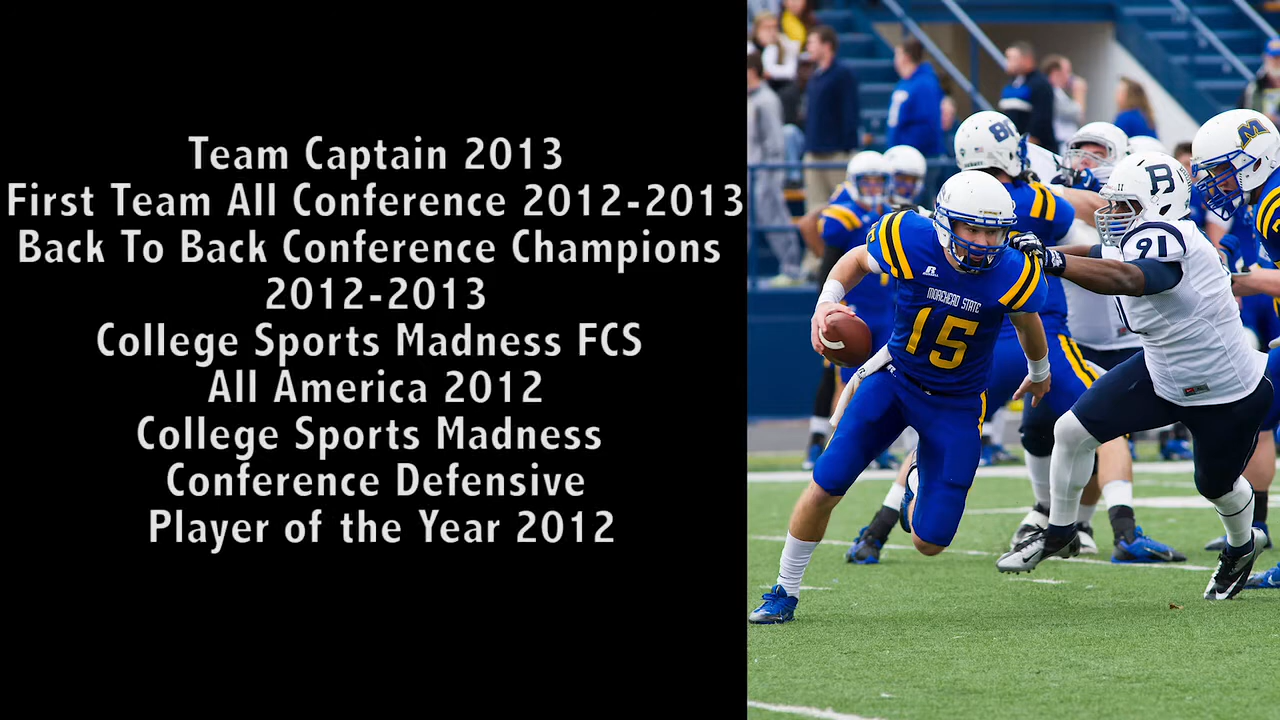 Team Captain 2013
First Team All Conference 2012-2013
Back To Back Conference Champions
2012-2013
College Sports Madness FCS
All America 2012
College Sports Madness
Conference Defensive
Player of the Year 2012
MOREHEAD STATE
15
91
M
B
R